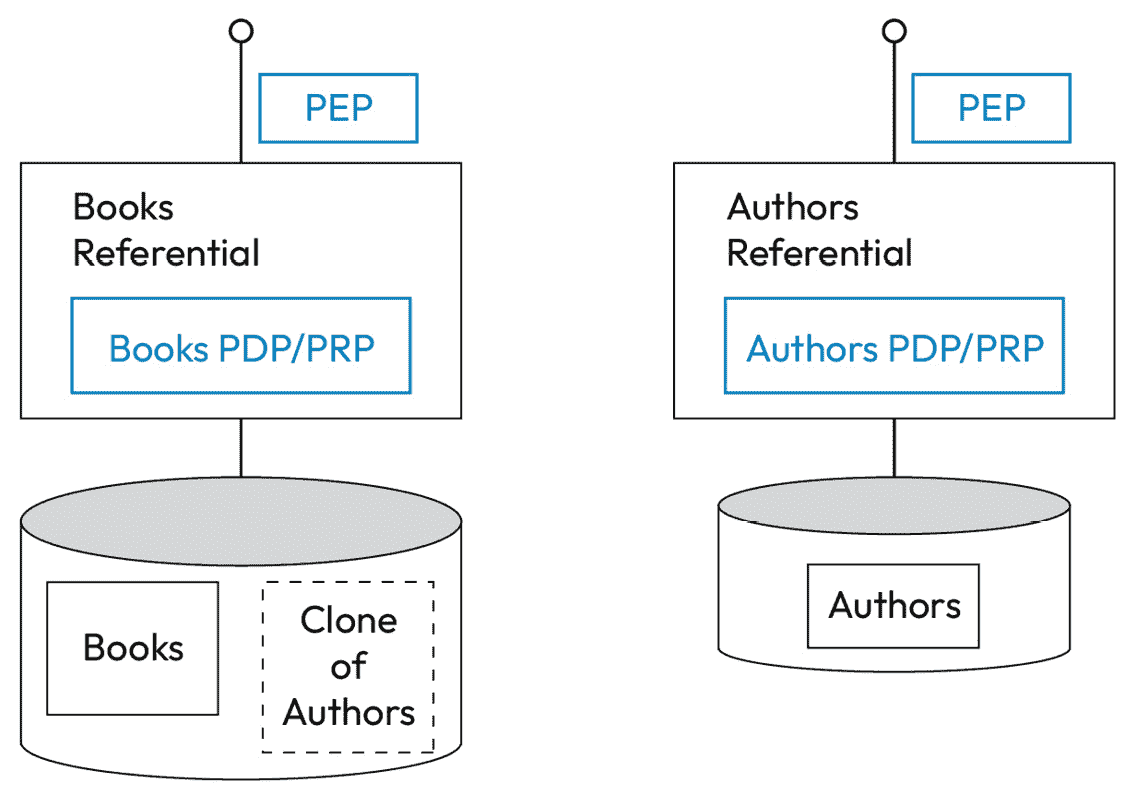 PEP
Books
Referential
Books PDP/PRP
Books
Clone
of
Authors
PEP
Authors
Referential
Authors PDP/PRP
Authors